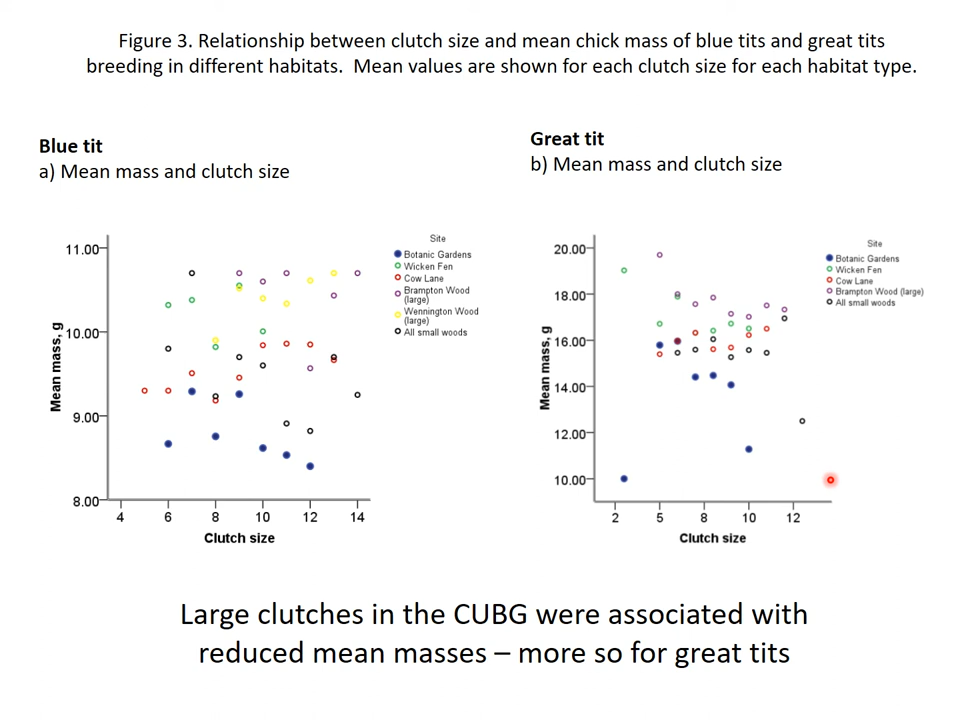 Figure 3. Relationship between clutch size and mean chick mass of blue tits and great tits
breeding in different habitats.  Mean values are shown for each clutch size for each habitat type.
Blue tit
a) Mean mass and clutch size
Great tit
b) Mean mass and clutch size
Mean mass, g
11.00
10.00
9.00
8.00
4 6 8 10 12 14
Clutch size
Site
Botanic Gardens
Wicken Fen
Cow Lane
Brampton Wood
(large)
Wennington Wood
(large)
All small woods
Mean mass, g
20.00
18.00
16.00
14.00
12.00
10.00
2 5 8 10 12
Clutch size
Site
Botanic Gardens
Wicken Fen
Cow Lane
Brampton Wood (large)
All small woods
Large clutches in the CUBG were associated with
reduced mean masses – more so for great tits